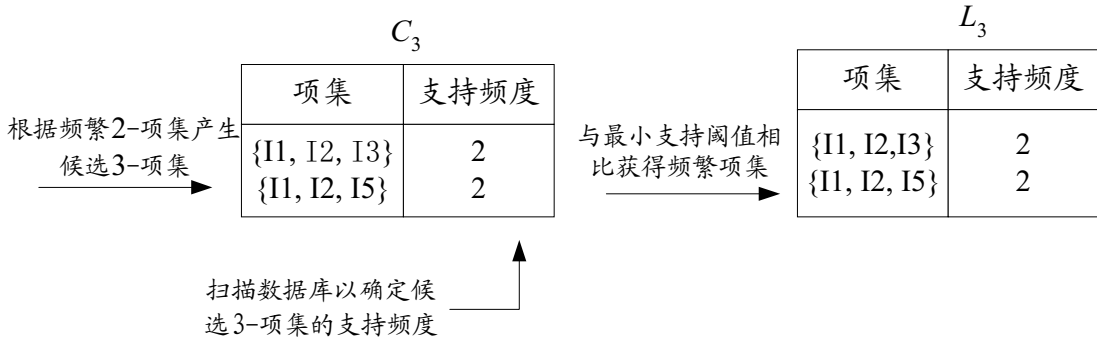 C3
L3
项集 支持频度
项集 支持频度
根据频繁2-项集产生
候选3-项集
{I1, I2, I3} 2
{I1, I2, I5} 2
与最小支持阈值相
比获得频繁项集
{I1, I2,I3} 2
{I1, I2, I5} 2
扫描数据库以确定候
选3-项集的支持频度